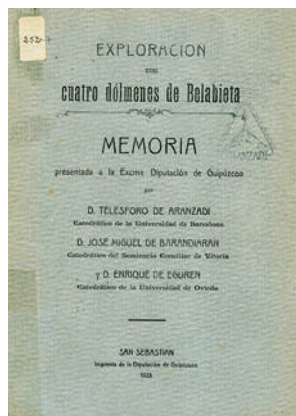 252
EXPLORACION
DE
cuatro dólmenes de Belabieta
MEMORIA
presentada a la Excma Diputación de Guipúzcoa
por
D. TELESFORO DE ARANZADI
Catedrático de la Universidad de Barcelona
D. JOSE MIGUEL DE BARANDIARAN
Catedrático del Seminario Conciliar de Vitoria
y D. ENRIQUE DE EGUREN
Catedrático de la Universidad de Oviedo
SAN SEBASTIAN
Imprenta de la Diputación de Guipúzcoa
ARANZADI